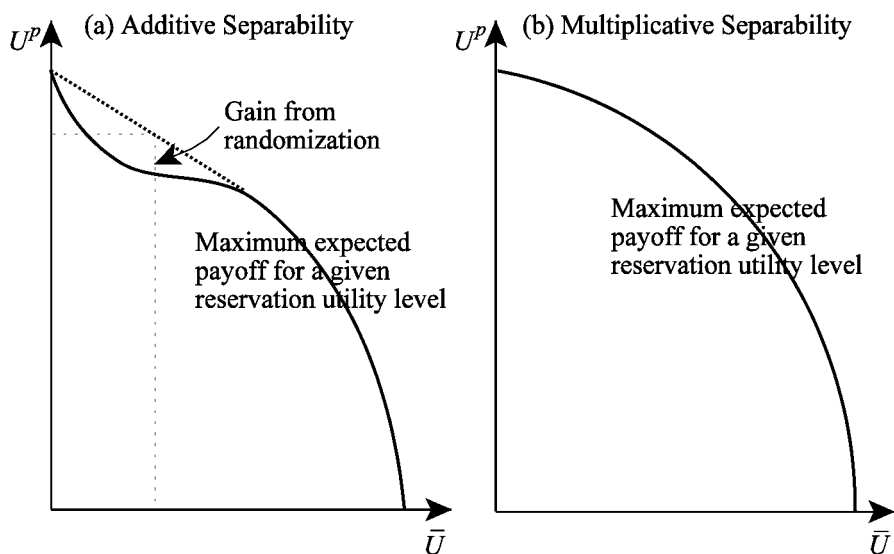 (a) Additive Separability
U^p
Gain from
randomization
Maximum expected
payoff for a given
reservation utility level
Ū
(b) Multiplicative Separability
U^p
Maximum expected
payoff for a given
reservation utility level
Ū